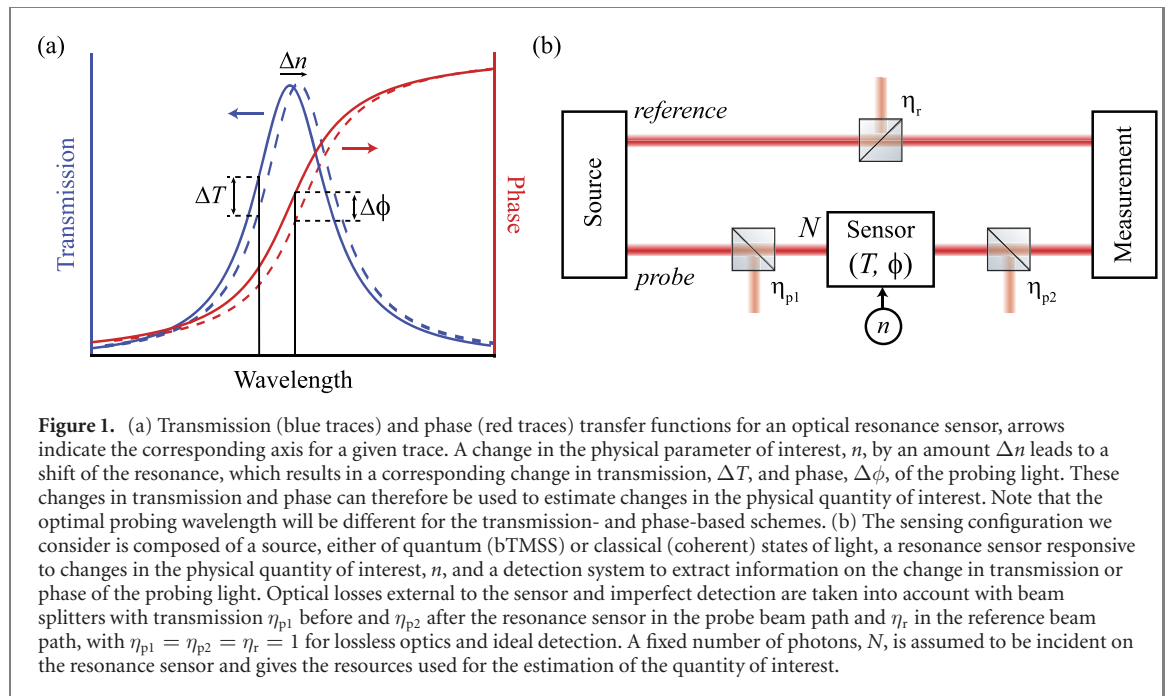 (a)
Δn
ΔT
Δϕ
Transmission
Phase
Wavelength
(b)
reference
ηr
Source
Measurement
N
Sensor
(T, ϕ)
probe
ηp1
ηp2
n
Figure 1. (a) Transmission (blue traces) and phase (red traces) transfer functions for an optical resonance sensor, arrows
indicate the corresponding axis for a given trace. A change in the physical parameter of interest, n, by an amount Δn leads to a
shift of the resonance, which results in a corresponding change in transmission, ΔT, and phase, Δϕ, of the probing light. These
changes in transmission and phase can therefore be used to estimate changes in the physical quantity of interest. Note that the
optimal probing wavelength will be different for the transmission- and phase-based schemes. (b) The sensing configuration we
consider is composed of a source, either of quantum (bTMSS) or classical (coherent) states of light, a resonance sensor responsive
to changes in the physical quantity of interest, n, and a detection system to extract information on the change in transmission or
phase of the probing light. Optical losses external to the sensor and imperfect detection are taken into account with beam
splitters with transmission ηp1 before and ηp2 after the resonance sensor in the probe beam path and ηr in the reference beam
path, with ηp1 = ηp2 = ηr = 1 for lossless optics and ideal detection. A fixed number of photons, N, is assumed to be incident on
the resonance sensor and gives the resources used for the estimation of the quantity of interest.